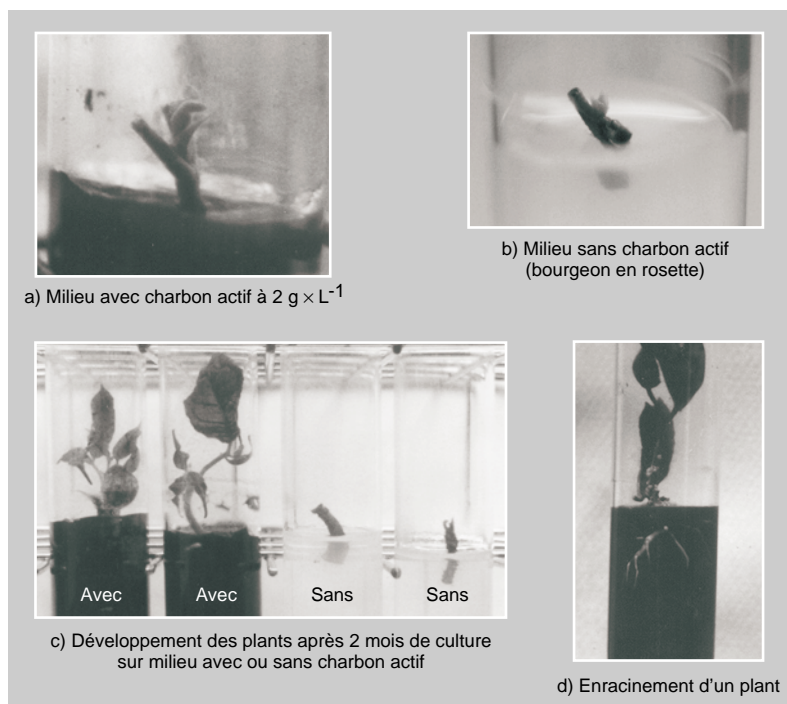 a) Milieu avec charbon actif à 2 g × L-1
b) Milieu sans charbon actif
(bourgeon en rosette)
Avec
Avec
Sans
Sans
c) Développement des plants après 2 mois de culture
sur milieu avec ou sans charbon actif
d) Enracinement d'un plant